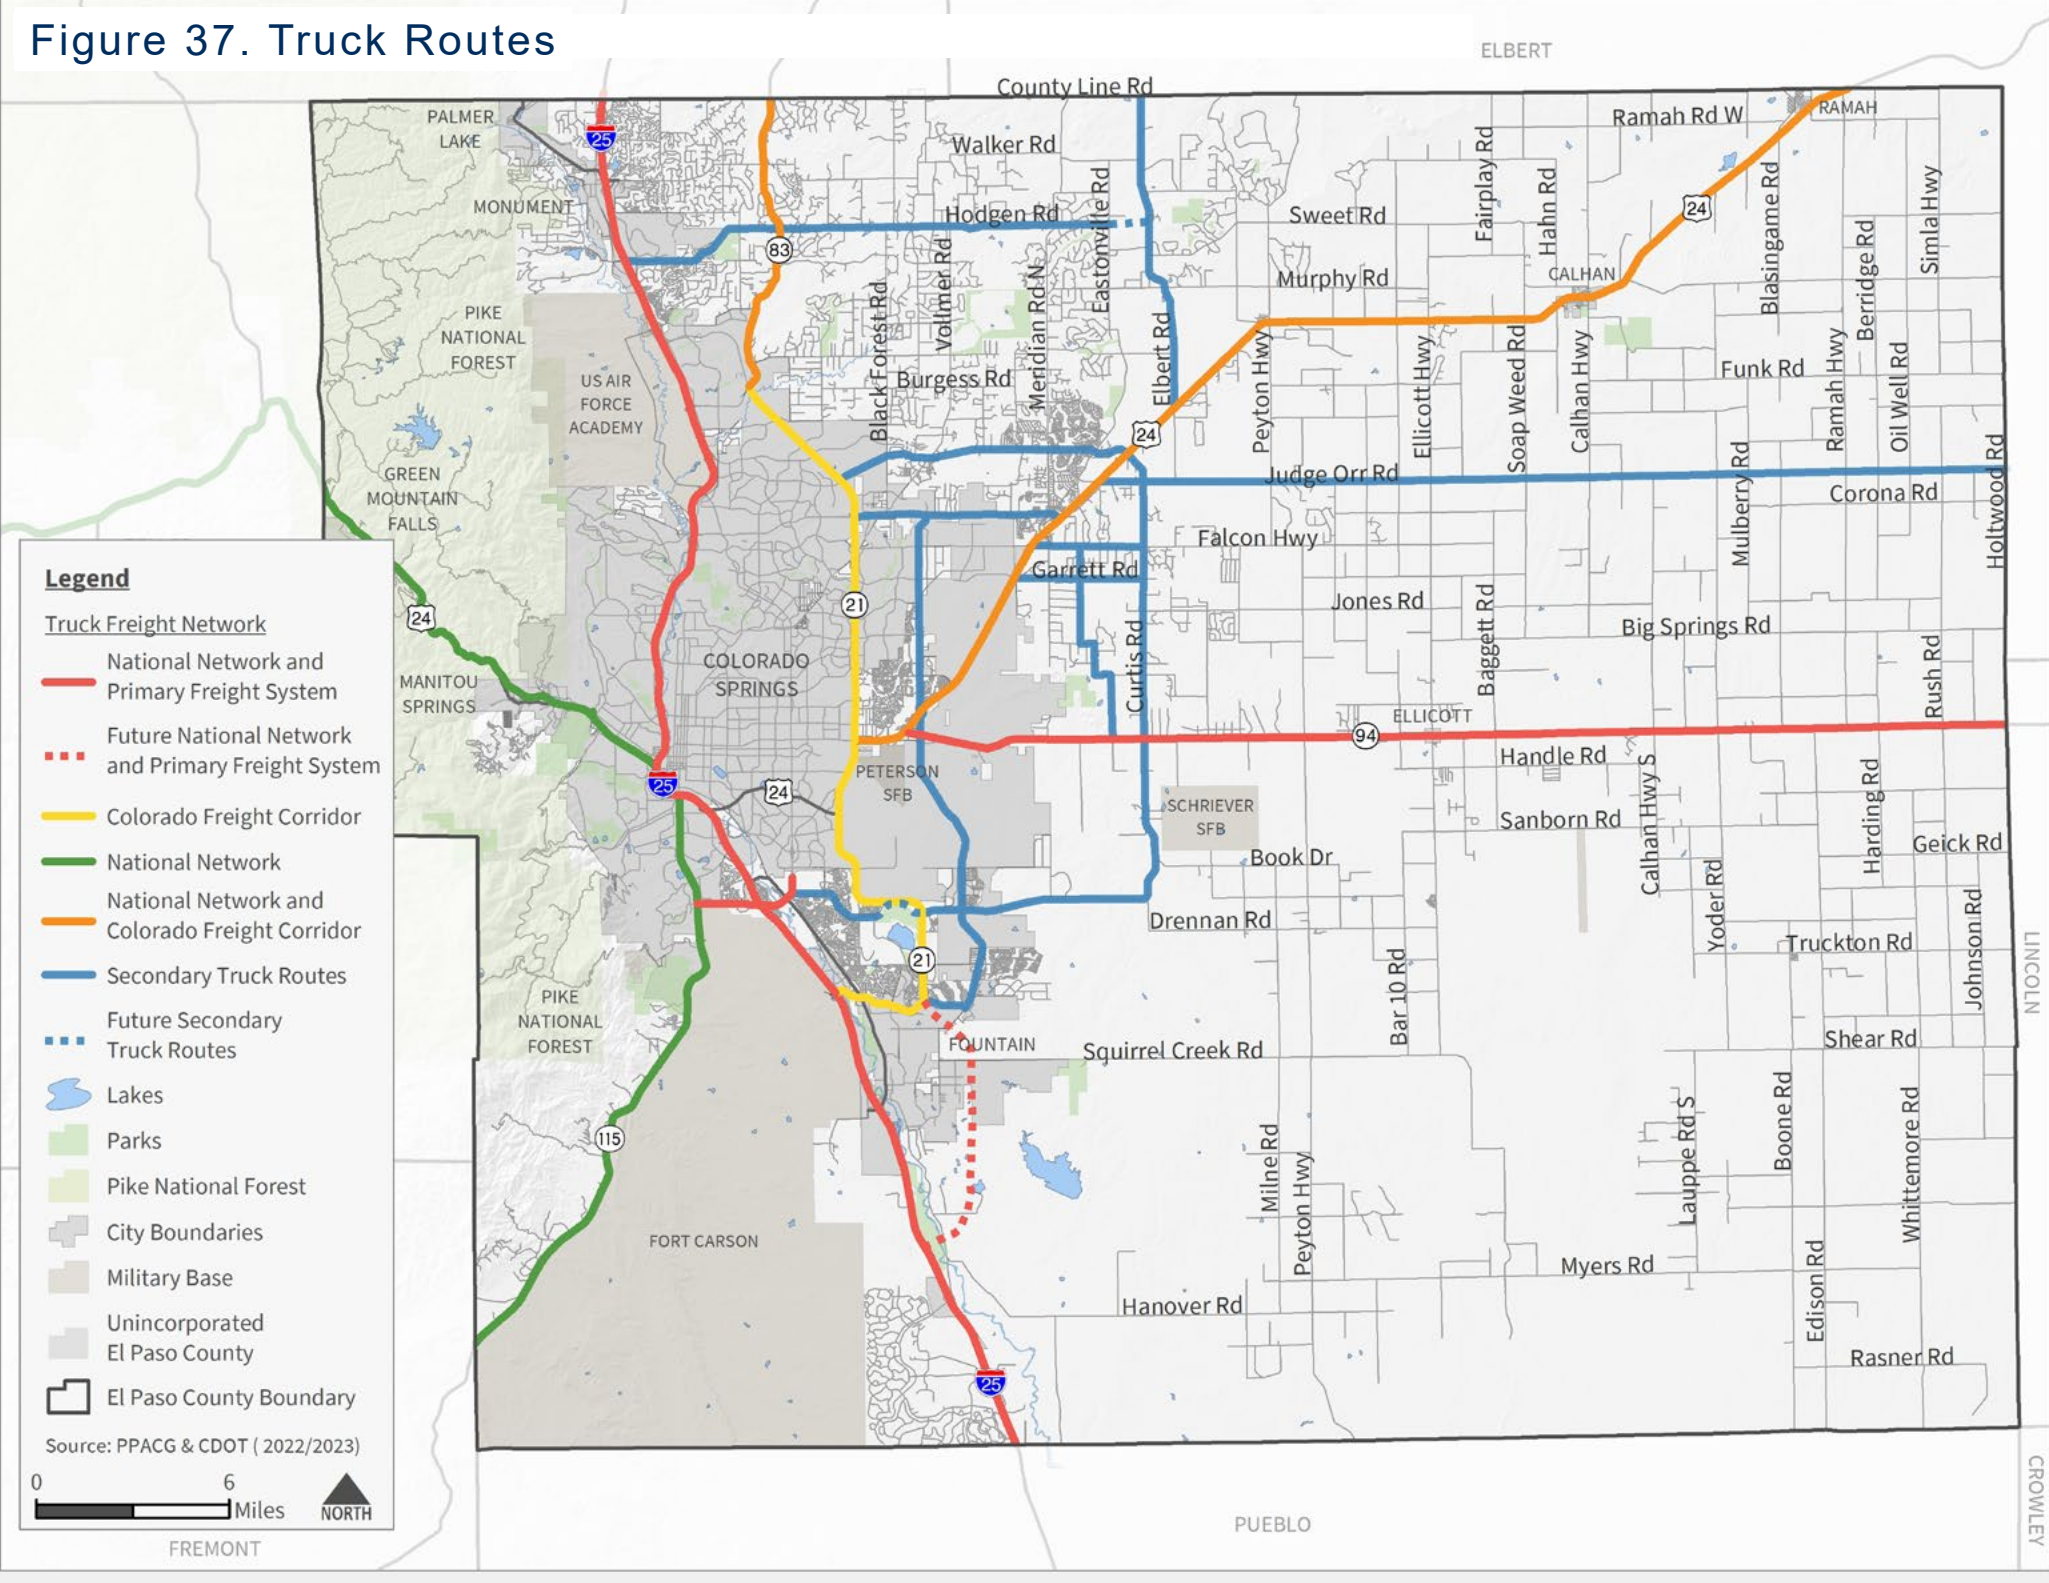 Figure 37. Truck Routes
ELBERT
County Line Rd
PALMER
LAKE
25
Walker Rd
Ramah Rd W
RAMAH
MONUMENT
Hodgen Rd
Eastonville Rd
Sweet Rd
Fairplay Rd
Hahn Rd
24
Blasingame Rd
Berridge Rd
Simla Hwy
83
Murphy Rd
CALHAN
PIKE
NATIONAL
FOREST
Black Forest Rd
Vollmer Rd
Meridian Rd N
Elbert Rd
Peyton Hwy
Ellicott Hwy
Soap Weed Rd
Calhan Hwy
Funk Rd
Ramah Hwy
Oil Well Rd
US AIR
FORCE
ACADEMY
Burgess Rd
24
GREEN
MOUNTAIN
FALLS
Judge Orr Rd
Mulberry Rd
Corona Rd
Holtwood Rd
Falcon Hwy
Garrett Rd
Jones Rd
Baggett Rd
Big Springs Rd
21
24
COLORADO
SPRINGS
MANITOU
SPRINGS
Curtis Rd
Rush Rd
ELLICOTT
94
Handle Rd
PETERSON
SFB
25
24
SCHRIEVER
SFB
Sanborn Rd
Calhan Hwy S
Harding Rd
Geick Rd
Book Dr
Yoder Rd
Drennan Rd
Truckton Rd
Johnson Rd
LINCOLN
21
Bar 10 Rd
PIKE
NATIONAL
FOREST
FOUNTAIN
Squirrel Creek Rd
Shear Rd
115
Milne Rd
Peyton Hwy
Lauppe Rd S
Boone Rd
Whittemore Rd
FORT CARSON
Myers Rd
Edison Rd
Hanover Rd
Rasner Rd
25
PUEBLO
CROWLEY
FREMONT
Legend
Truck Freight Network
National Network and
Primary Freight System
Future National Network
and Primary Freight System
Colorado Freight Corridor
National Network
National Network and
Colorado Freight Corridor
Secondary Truck Routes
Future Secondary
Truck Routes
Lakes
Parks
Pike National Forest
City Boundaries
Military Base
Unincorporated
El Paso County
El Paso County Boundary
Source: PPACG & CDOT ( 2022/2023)
0 6
Miles
NORTH